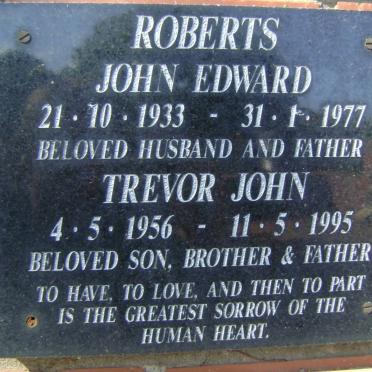 ROBERTS
JOHN EDWARD
21 · 10 · 1933 - 31 · 1 · 1977
BELOVED HUSBAND AND FATHER
TREVOR JOHN
4 · 5 · 1956 - 11 · 5 · 1995
BELOVED SON, BROTHER & FATHER
TO HAVE, TO LOVE, AND THEN TO PART
IS THE GREATEST SORROW OF THE
HUMAN HEART.